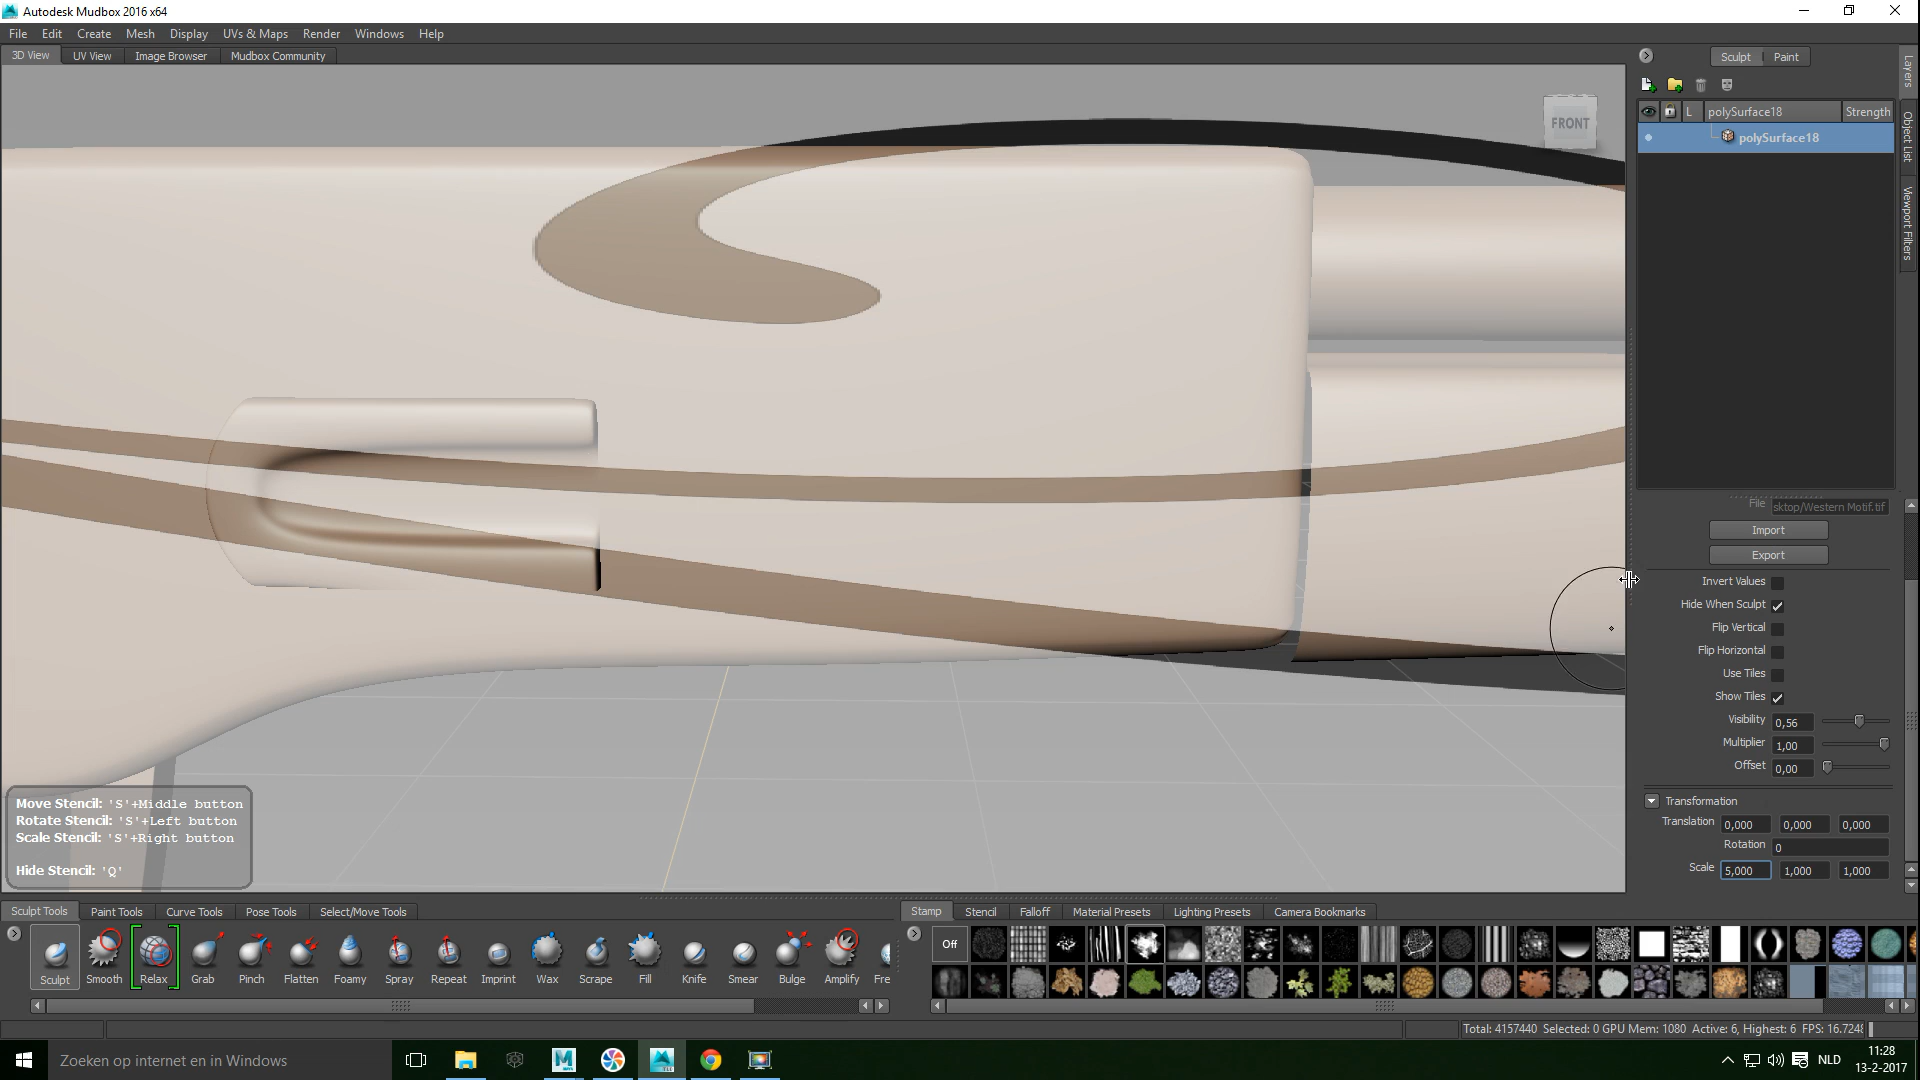 Autodesk Mudbox 2016 x64
File Edit Create Mesh Display UVs & Maps Render Windows Help
3D View UV View Image Browser Mudbox Community
Sculpt Paint
Layers
Object List
Viewport Filters
L polySurface18 Strength
polySurface18
FRONT
File sktop/Western Motif.tif
Import
Export
Invert Values
Hide When Sculpt
Flip Vertical
Flip Horizontal
Use Tiles
Show Tiles
Visibility 0,56
Multiplier 1,00
Offset 0,00
Transformation
Translation 0,000 0,000 0,000
Rotation 0
Scale 5,000 1,000 1,000
Move Stencil: 'S'+Middle button
Rotate Stencil: 'S'+Left button
Scale Stencil: 'S'+Right button
Hide Stencil: 'Q'
Sculpt Tools Paint Tools Curve Tools Pose Tools Select/Move Tools
Sculpt Smooth Relax Grab Pinch Flatten Foamy Spray Repeat Imprint Wax Scrape Fill Knife Smear Bulge Amplify Fre
Stamp Stencil Falloff Material Presets Lighting Presets Camera Bookmarks
Off
Total: 4157440 Selected: 0 GPU Mem: 1080 Active: 6, Highest: 6 FPS: 16.724
Zoeken op internet en in Windows
NLD
11:28
13-2-2017